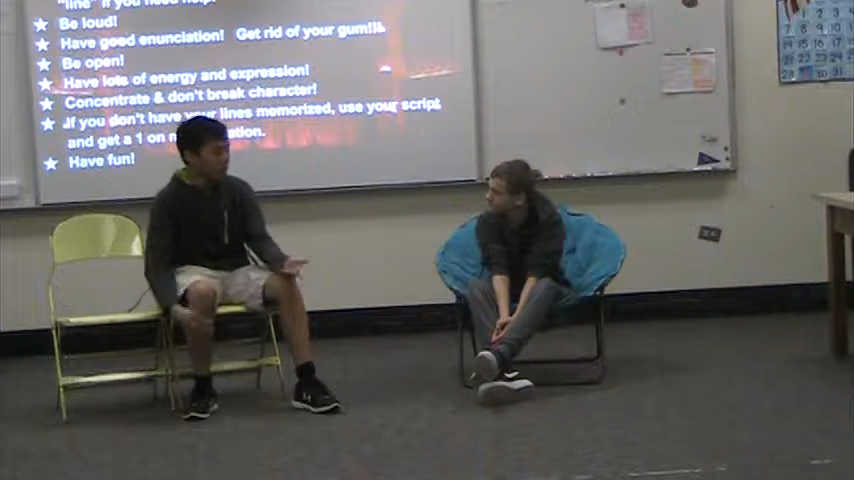 "line" if you need help!
★ Be loud!
★ Have good enunciation! Get rid of your gum!!!
★ Be open!
★ Have lots of energy and expression!
★ Concentrate & don't break character!
★ If you don't have your lines memorized, use your script
and get a 1 on
★ Have fun!